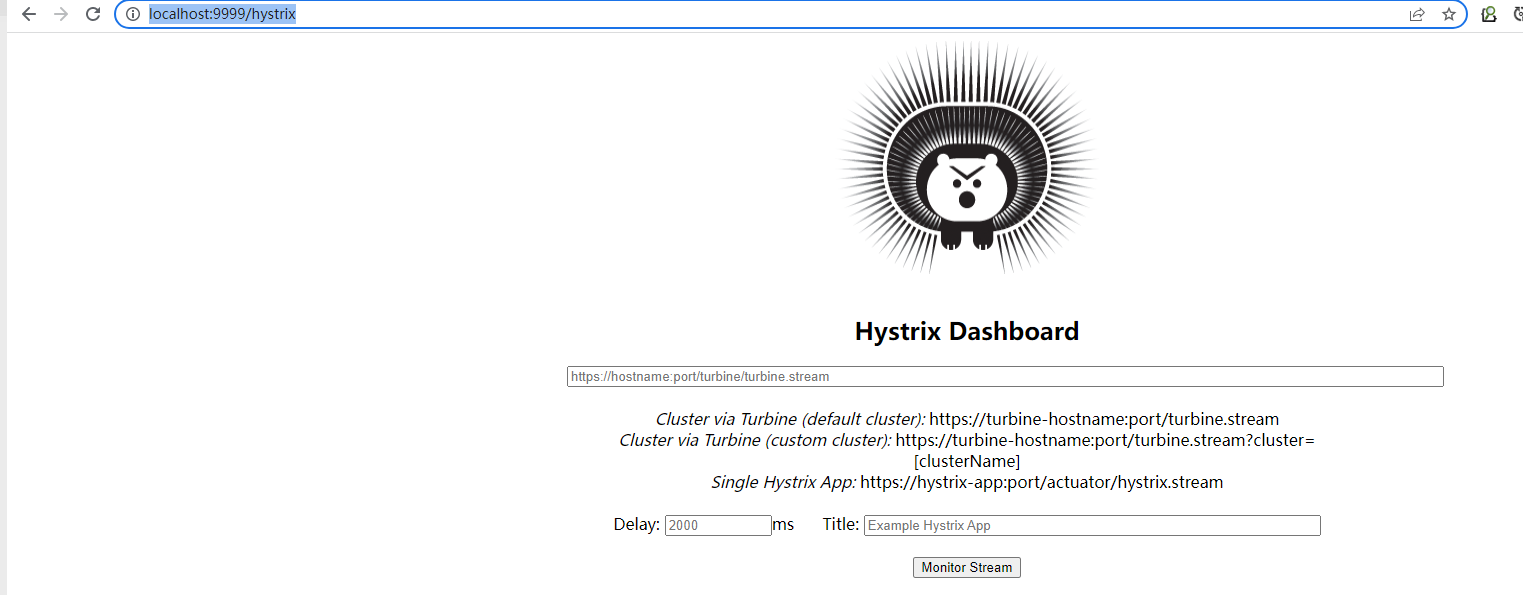 localhost:9999/hystrix
Hystrix Dashboard
https://hostname:port/turbine/turbine.stream
Cluster via Turbine (default cluster): https://turbine-hostname:port/turbine.stream
Cluster via Turbine (custom cluster): https://turbine-hostname:port/turbine.stream?cluster=
[clusterName]
Single Hystrix App: https://hystrix-app:port/actuator/hystrix.stream
Delay: 2000 ms Title: Example Hystrix App
Monitor Stream